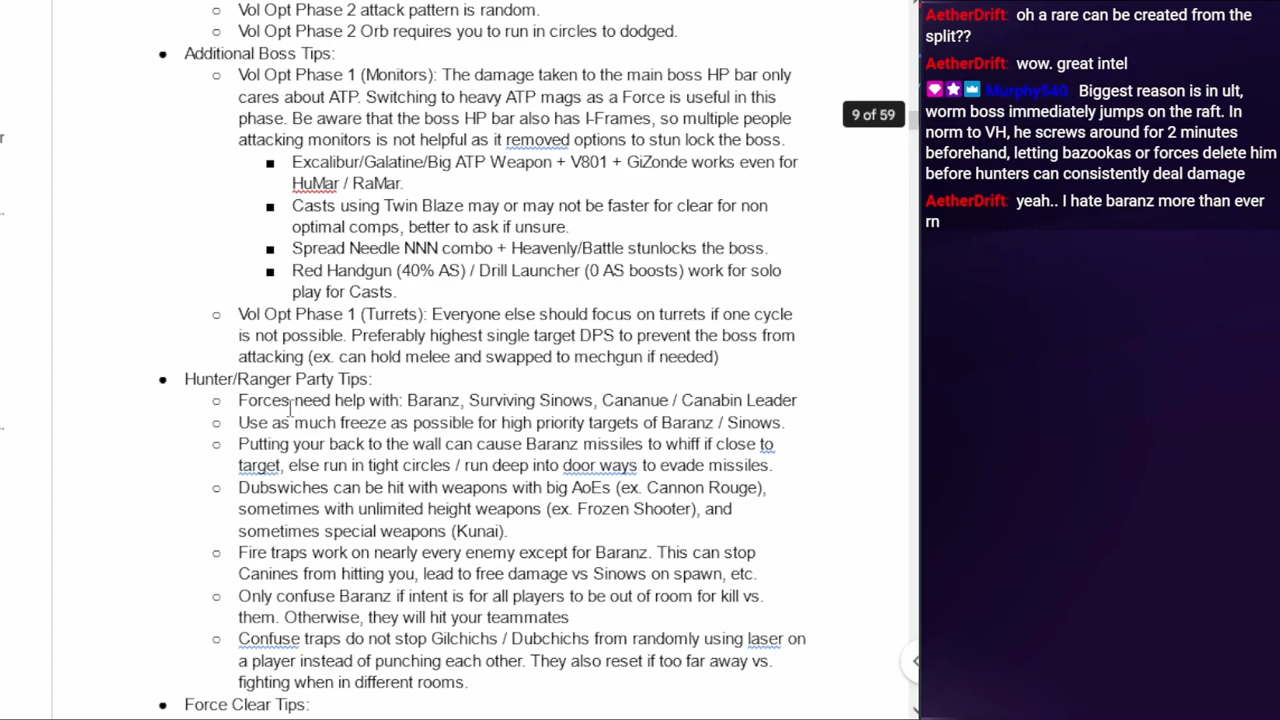 ○ Vol Opt Phase 2 attack pattern is random.
○ Vol Opt Phase 2 Orb requires you to run in circles to dodged.
● Additional Boss Tips:
○ Vol Opt Phase 1 (Monitors): The damage taken to the main boss HP bar only
cares about ATP. Switching to heavy ATP mags as a Force is useful in this
phase. Be aware that the boss HP bar also has I-Frames, so multiple people
attacking monitors is not helpful as it removed options to stun lock the boss.
■ Excalibur/Galatine/Big ATP Weapon + V801 + GiZonde works even for
HuMar / RaMar.
■ Casts using Twin Blaze may or may not be faster for clear for non
optimal comps, better to ask if unsure.
■ Spread Needle NNN combo + Heavenly/Battle stunlocks the boss.
■ Red Handgun (40% AS) / Drill Launcher (0 AS boosts) work for solo
play for Casts.
○ Vol Opt Phase 1 (Turrets): Everyone else should focus on turrets if one cycle
is not possible. Preferably highest single target DPS to prevent the boss from
attacking (ex. can hold melee and swapped to mechgun if needed)
● Hunter/Ranger Party Tips:
○ Forces need help with: Baranz, Surviving Sinows, Cananue / Canabin Leader
○ Use as much freeze as possible for high priority targets of Baranz / Sinows.
○ Putting your back to the wall can cause Baranz missiles to whiff if close to
target, else run in tight circles / run deep into door ways to evade missiles.
○ Dubswiches can be hit with weapons with big AoEs (ex. Cannon Rouge),
sometimes with unlimited height weapons (ex. Frozen Shooter), and
sometimes special weapons (Kunai).
○ Fire traps work on nearly every enemy except for Baranz. This can stop
Canines from hitting you, lead to free damage vs Sinows on spawn, etc.
○ Only confuse Baranz if intent is for all players to be out of room for kill vs.
them. Otherwise, they will hit your teammates
○ Confuse traps do not stop Gilchichs / Dubchichs from randomly using laser on
a player instead of punching each other. They also reset if too far away vs.
fighting when in different rooms.
● Force Clear Tips:
9 of 59
AetherDrift: oh a rare can be created from the
split??
AetherDrift: wow. great intel
Murphy540: Biggest reason is in ult,
worm boss immediately jumps on the raft. In
norm to VH, he screws around for 2 minutes
beforehand, letting bazookas or forces delete him
before hunters can consistently deal damage
AetherDrift: yeah.. I hate baranz more than ever
rn